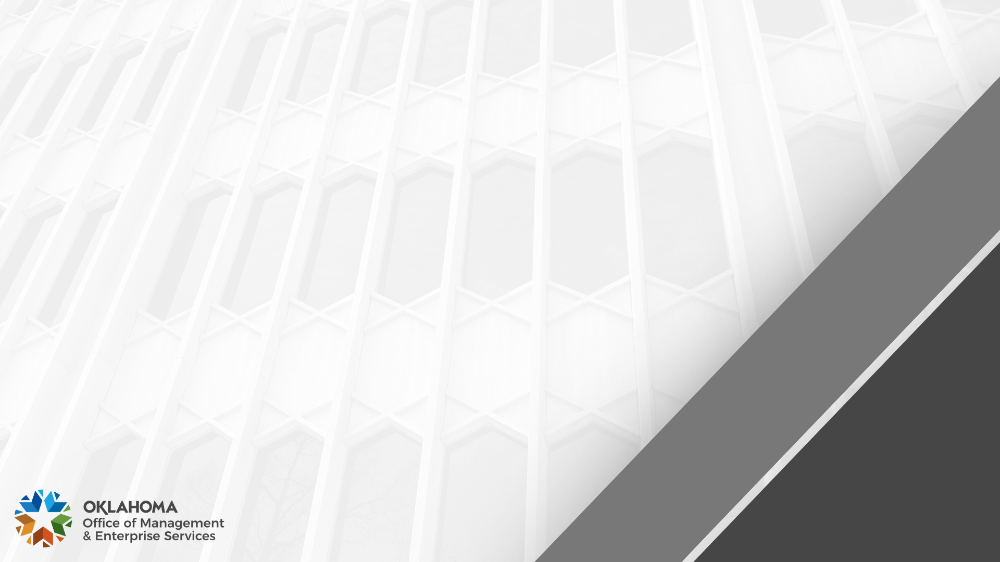 OKLAHOMA
Office of Management
& Enterprise Services